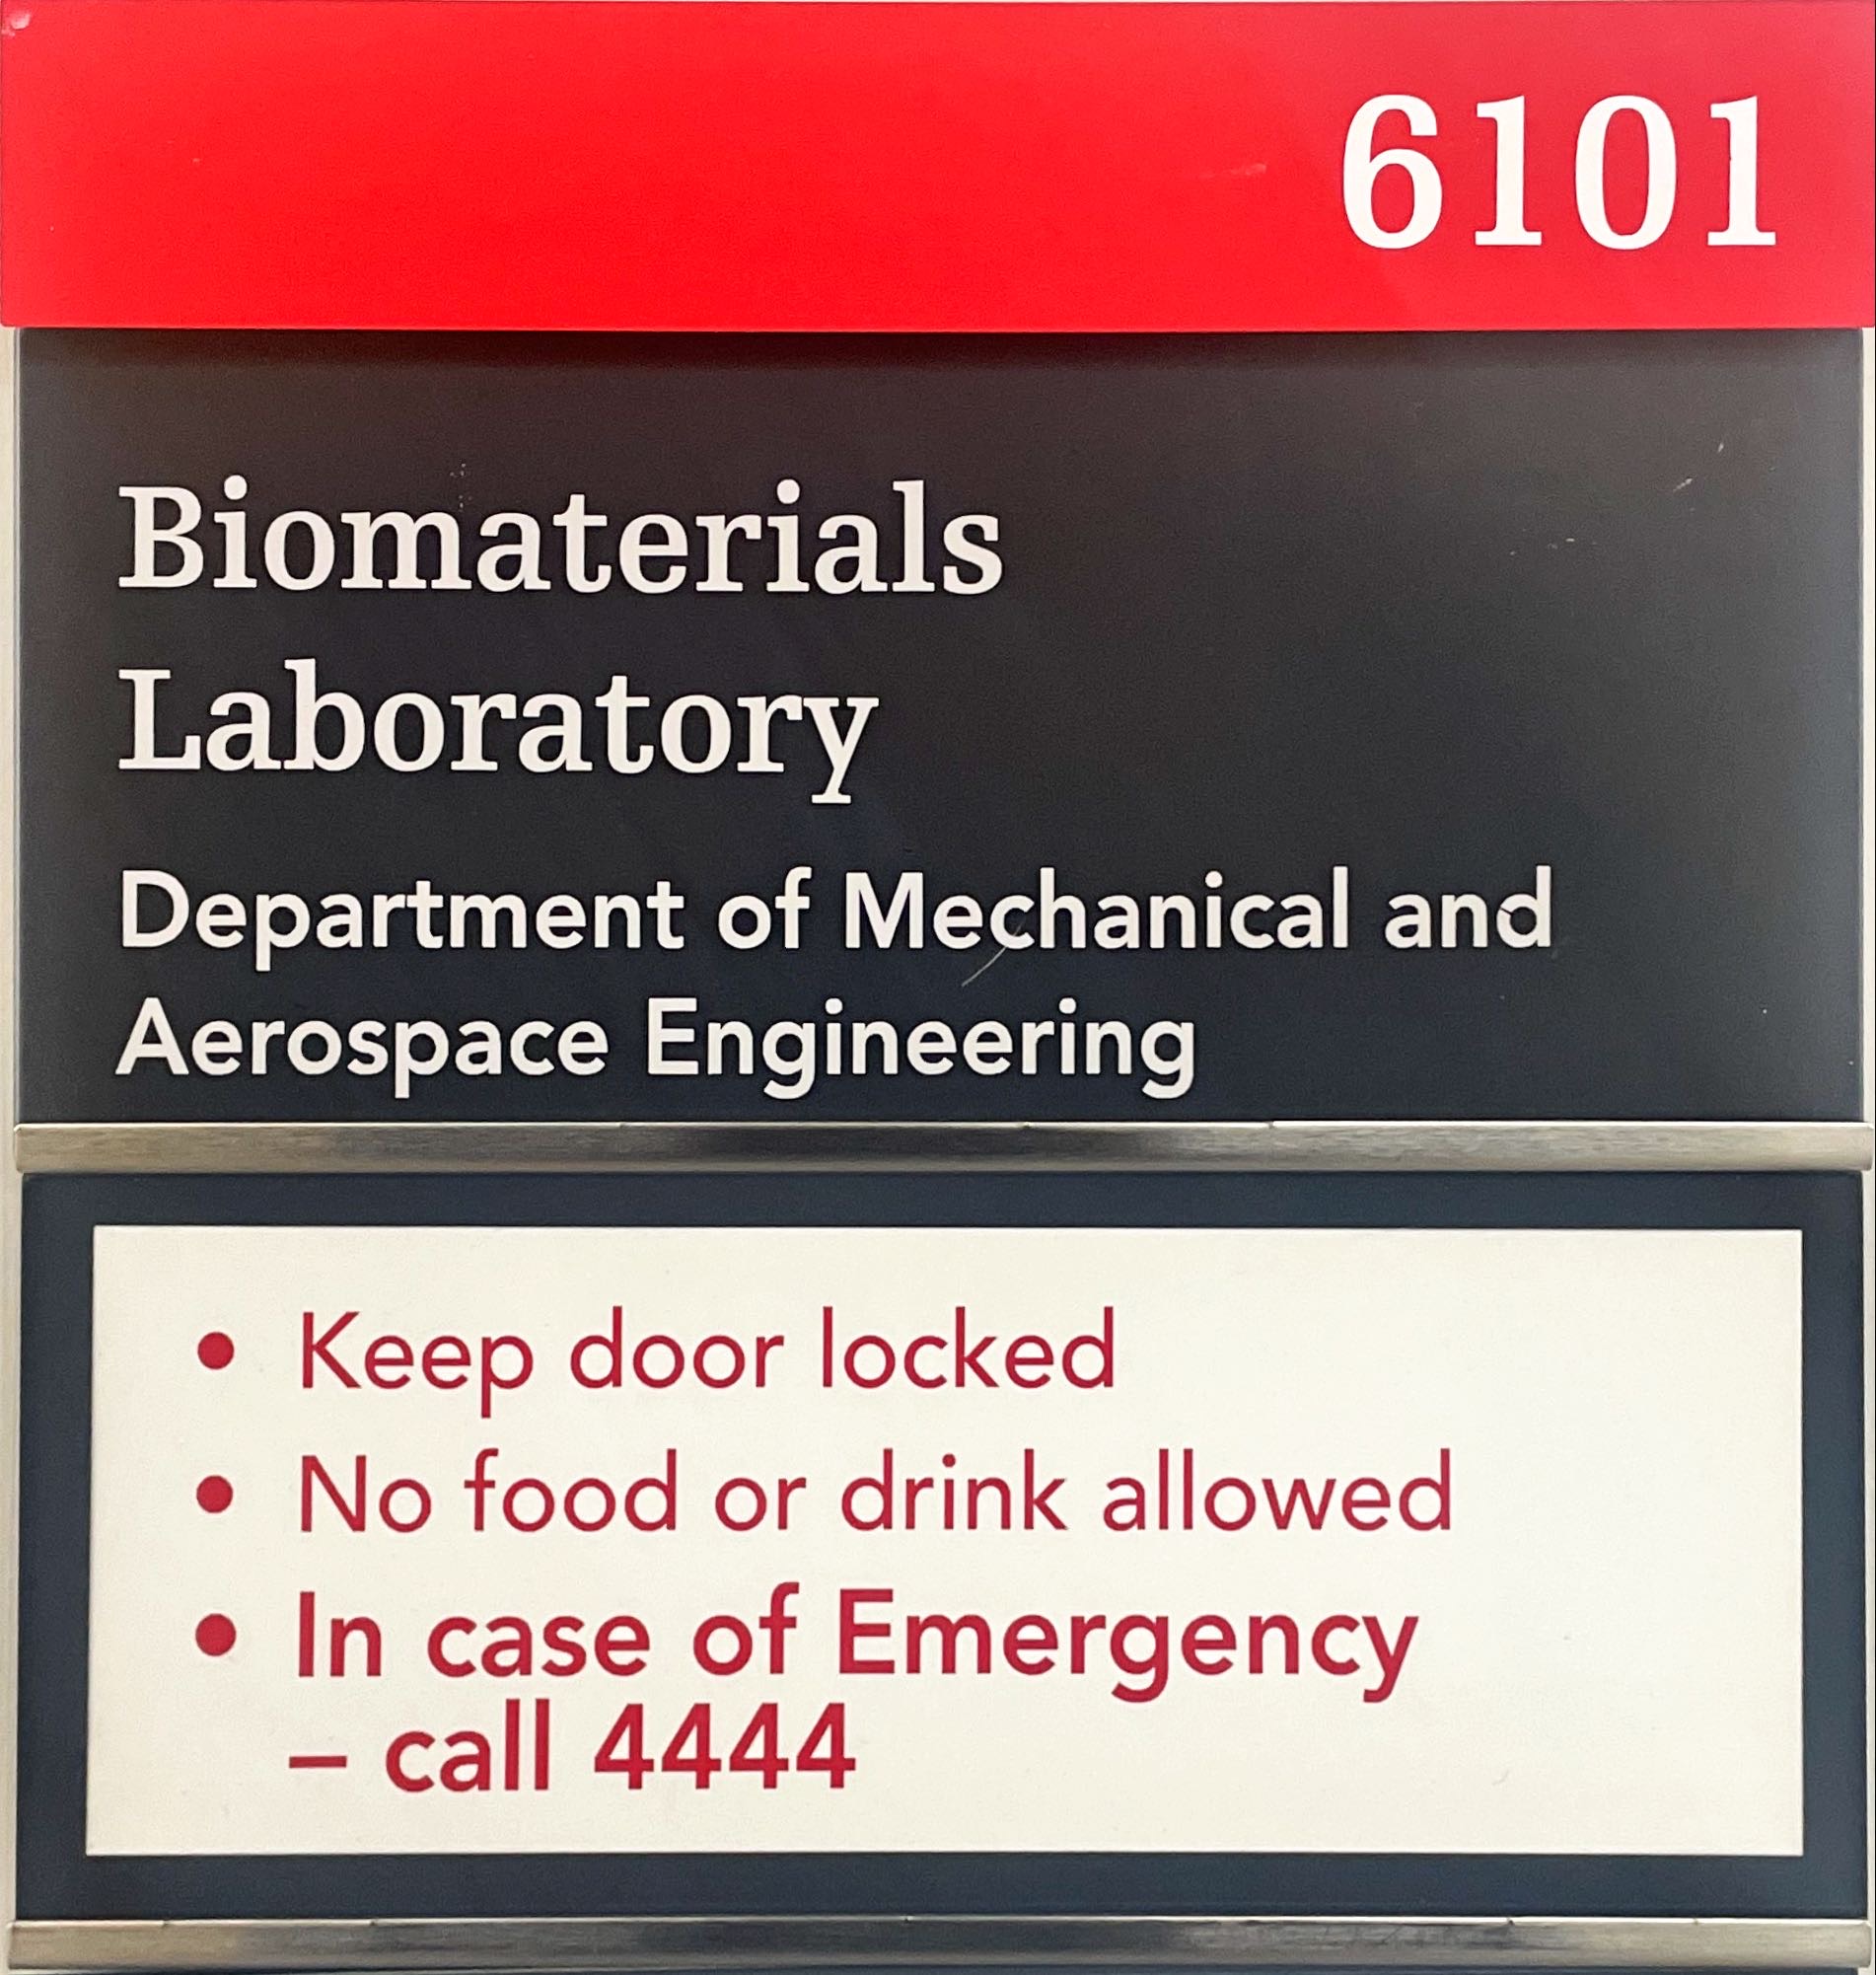 6101
Biomaterials
Laboratory
Department of Mechanical and
Aerospace Engineering
• Keep door locked
• No food or drink allowed
• In case of Emergency
– call 4444